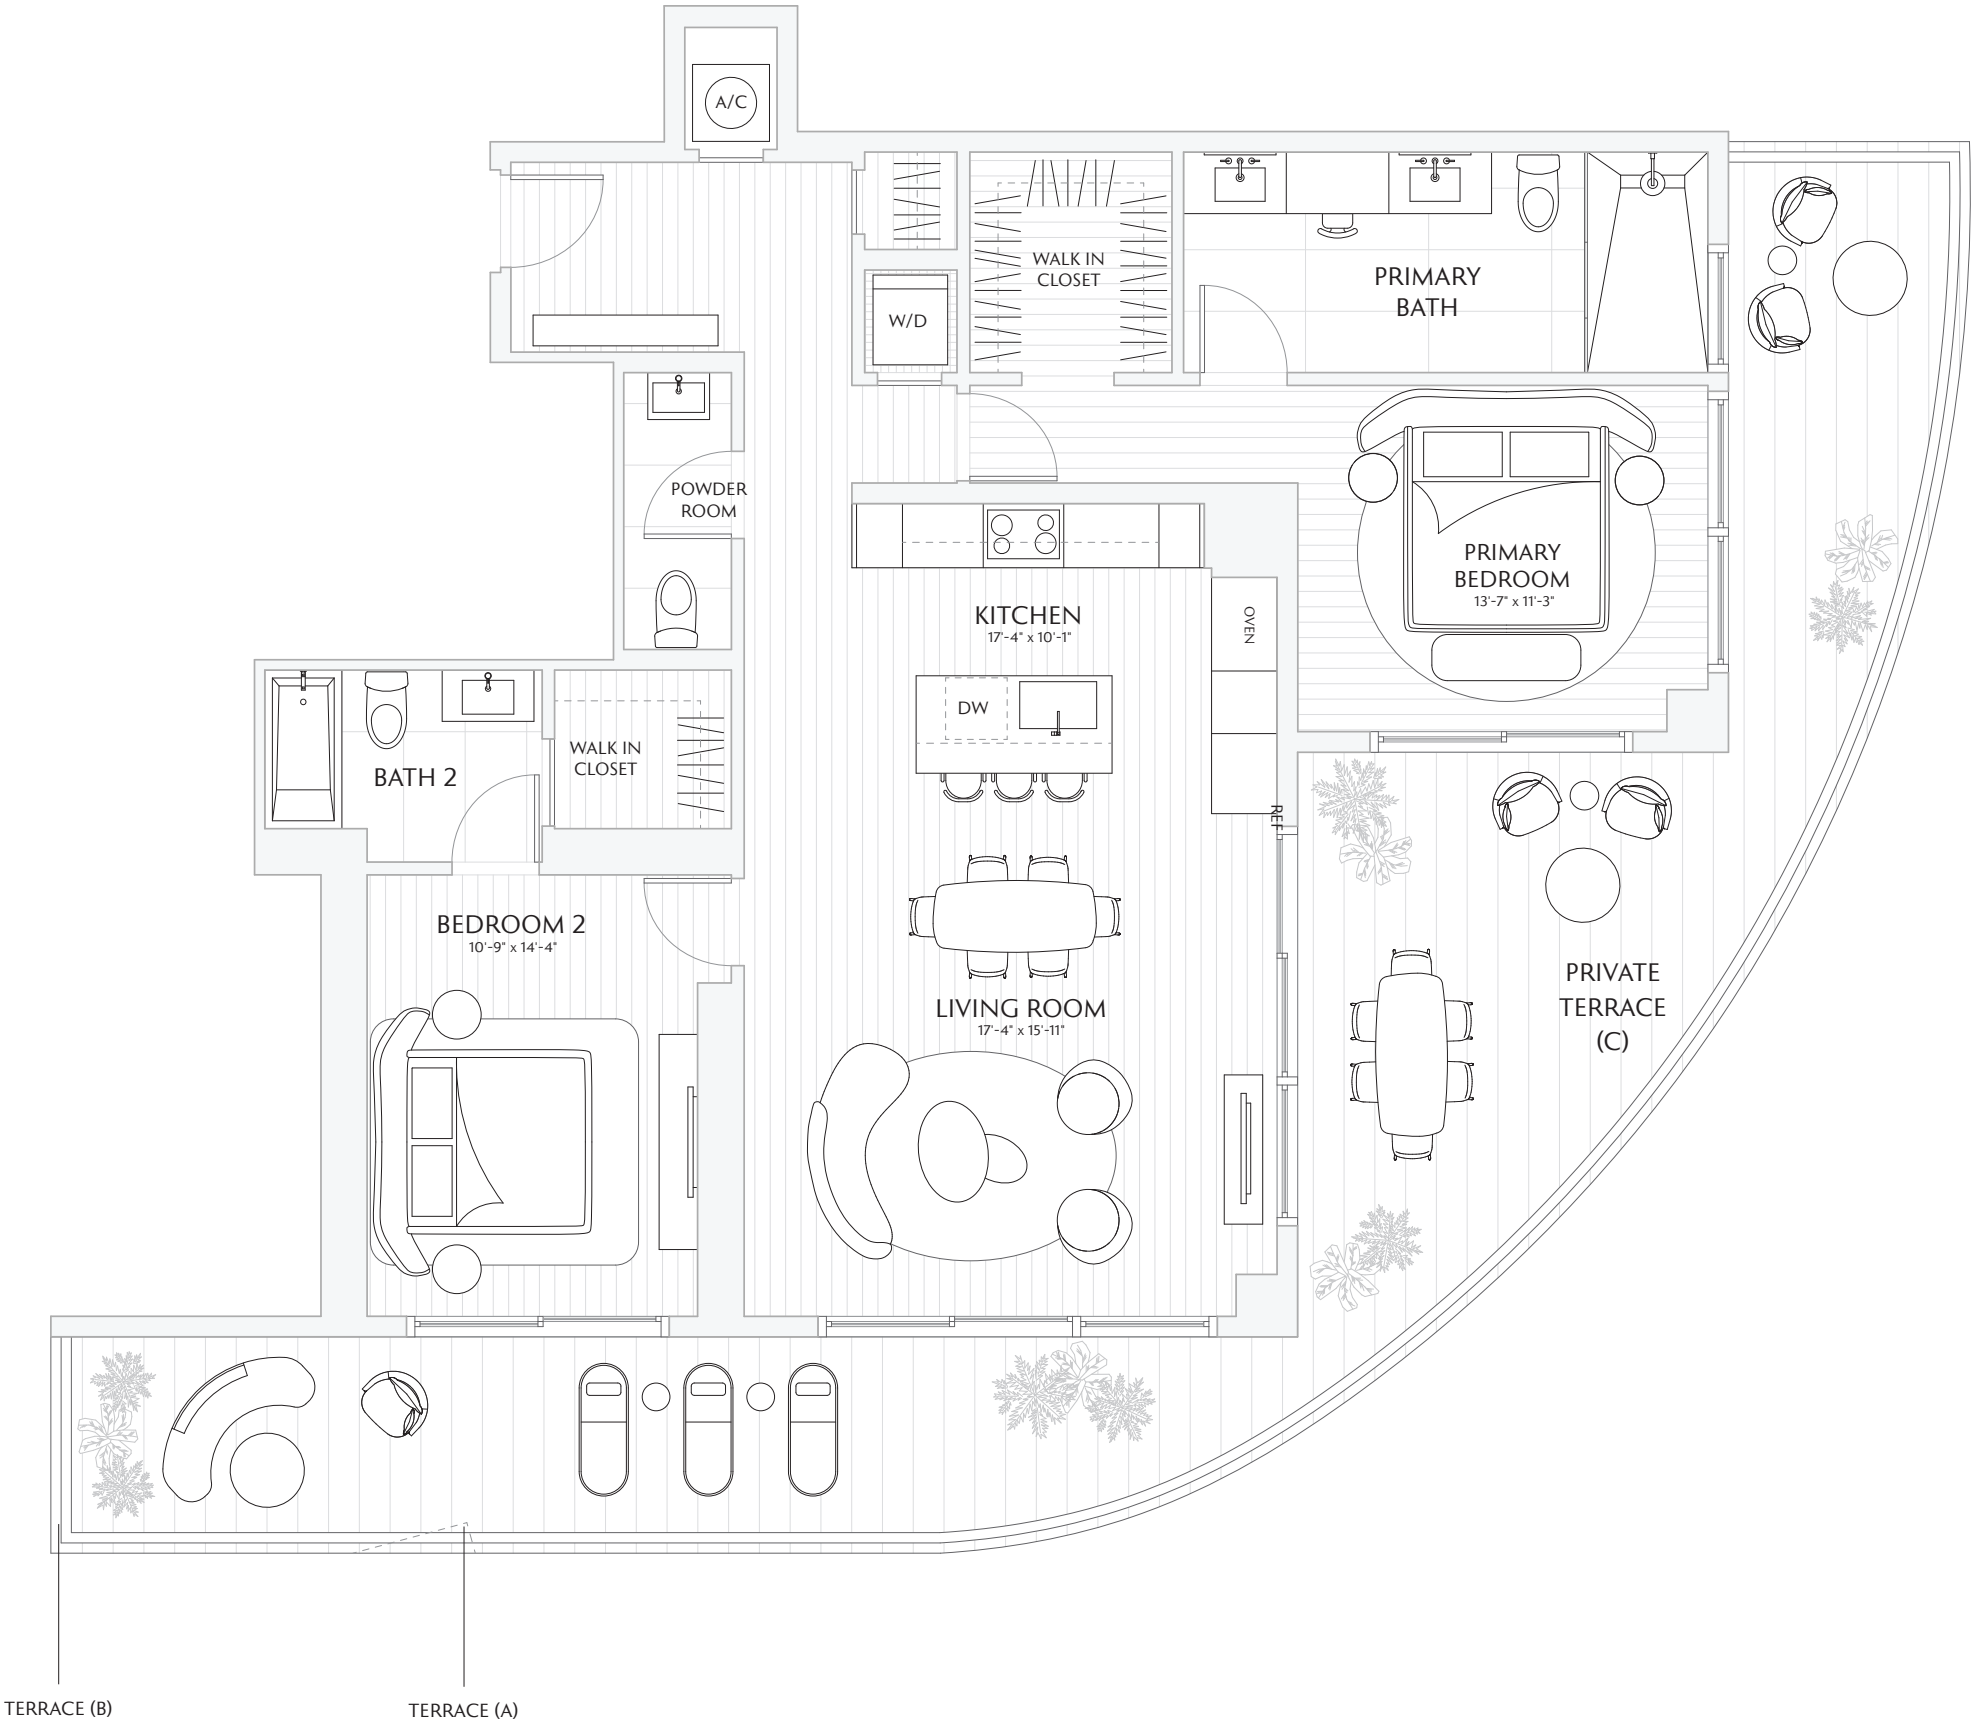 A/C
WALK IN
CLOSET
W/D
PRIMARY
BATH
POWDER
ROOM
PRIMARY
BEDROOM
13'-7" x 11'-3"
KITCHEN
17'-4" x 10'-1"
OVEN
DW
WALK IN
CLOSET
BATH 2
REF
BEDROOM 2
10'-9" x 14'-4"
LIVING ROOM
17'-4" x 15'-11"
PRIVATE
TERRACE
(C)
TERRACE (B)
TERRACE (A)